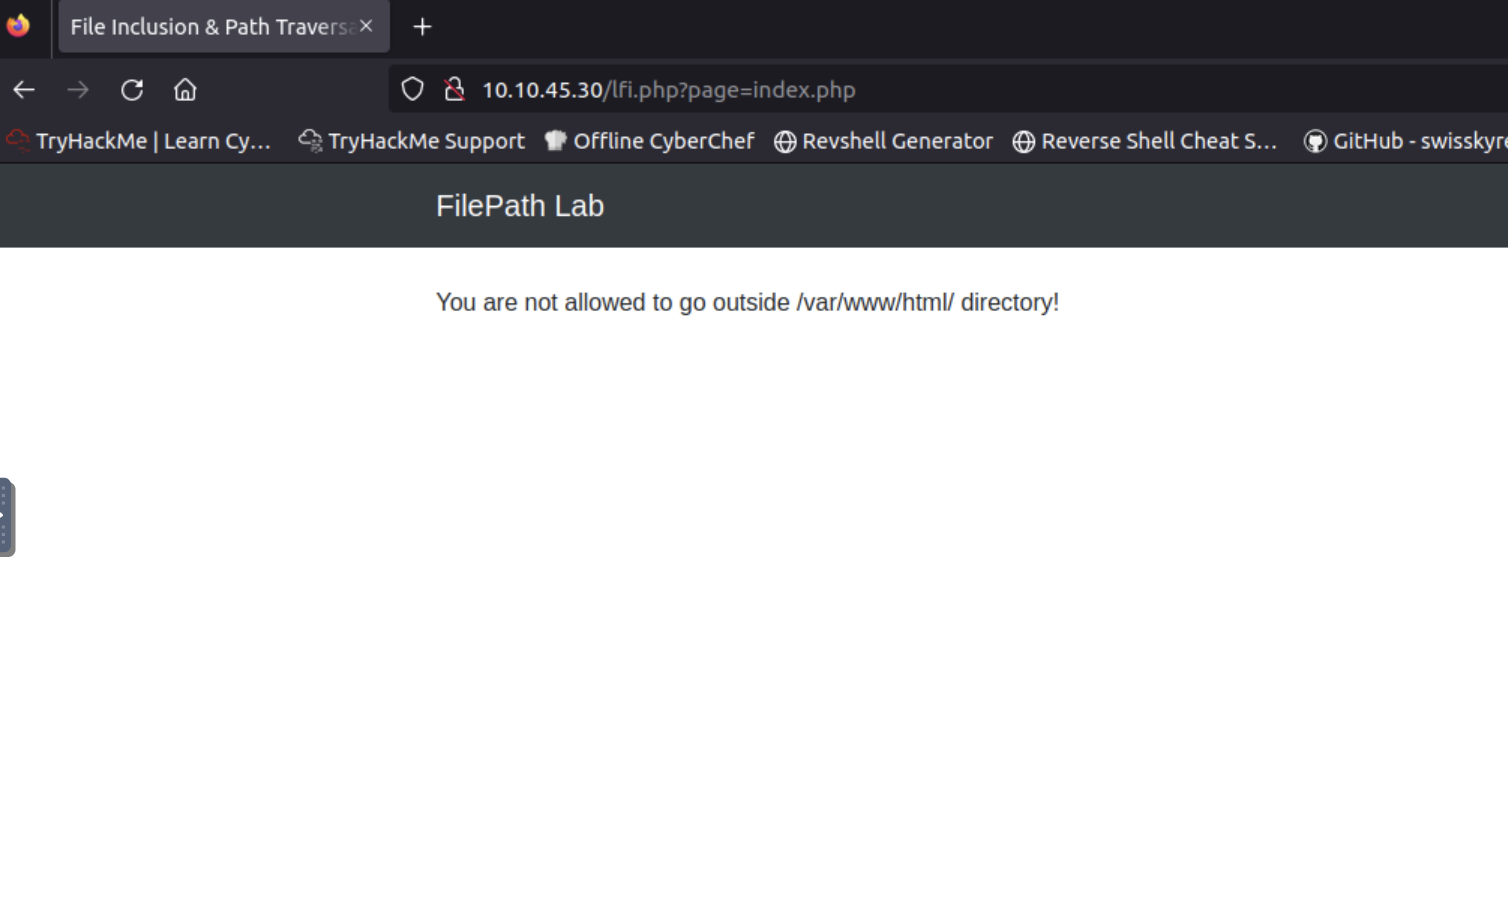 File Inclusion & Path Traversa
10.10.45.30/lfi.php?page=index.php
TryHackMe | Learn Cy… TryHackMe Support Offline CyberChef Revshell Generator Reverse Shell Cheat S… GitHub - swisskyre
FilePath Lab
You are not allowed to go outside /var/www/html/ directory!